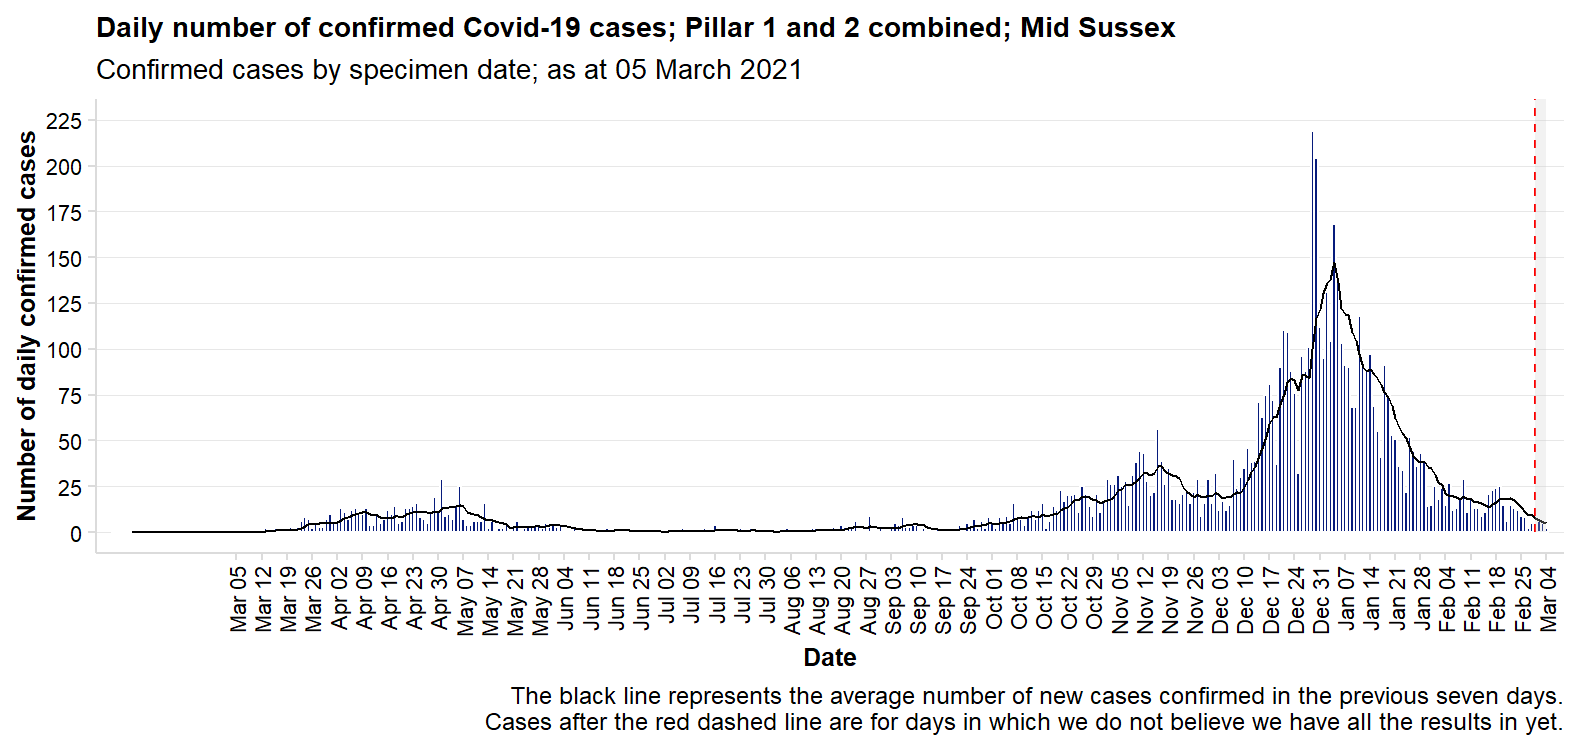 Daily number of confirmed Covid-19 cases; Pillar 1 and 2 combined; Mid Sussex
Confirmed cases by specimen date; as at 05 March 2021
Number of daily confirmed cases
225
200
175
150
125
100
75
50
25
0
Mar 05
Mar 12
Mar 19
Mar 26
Apr 02
Apr 09
Apr 16
Apr 23
Apr 30
May 07
May 14
May 21
May 28
Jun 04
Jun 11
Jun 18
Jun 25
Jul 02
Jul 09
Jul 16
Jul 23
Jul 30
Aug 06
Aug 13
Aug 20
Aug 27
Sep 03
Sep 10
Sep 17
Sep 24
Oct 01
Oct 08
Oct 15
Oct 22
Oct 29
Nov 05
Nov 12
Nov 19
Nov 26
Dec 03
Dec 10
Dec 17
Dec 24
Dec 31
Jan 07
Jan 14
Jan 21
Jan 28
Feb 04
Feb 11
Feb 18
Feb 25
Mar 04
Date
The black line represents the average number of new cases confirmed in the previous seven days.
Cases after the red dashed line are for days in which we do not believe we have all the results in yet.